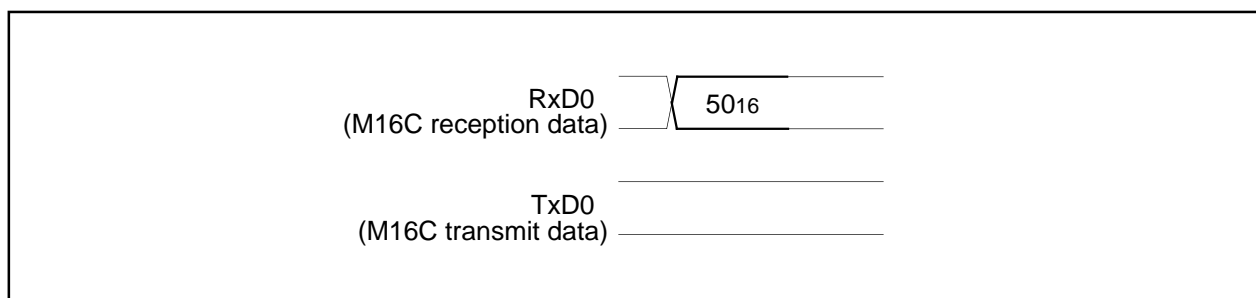 RxD0
(M16C reception data)
5016
TxD0
(M16C transmit data)